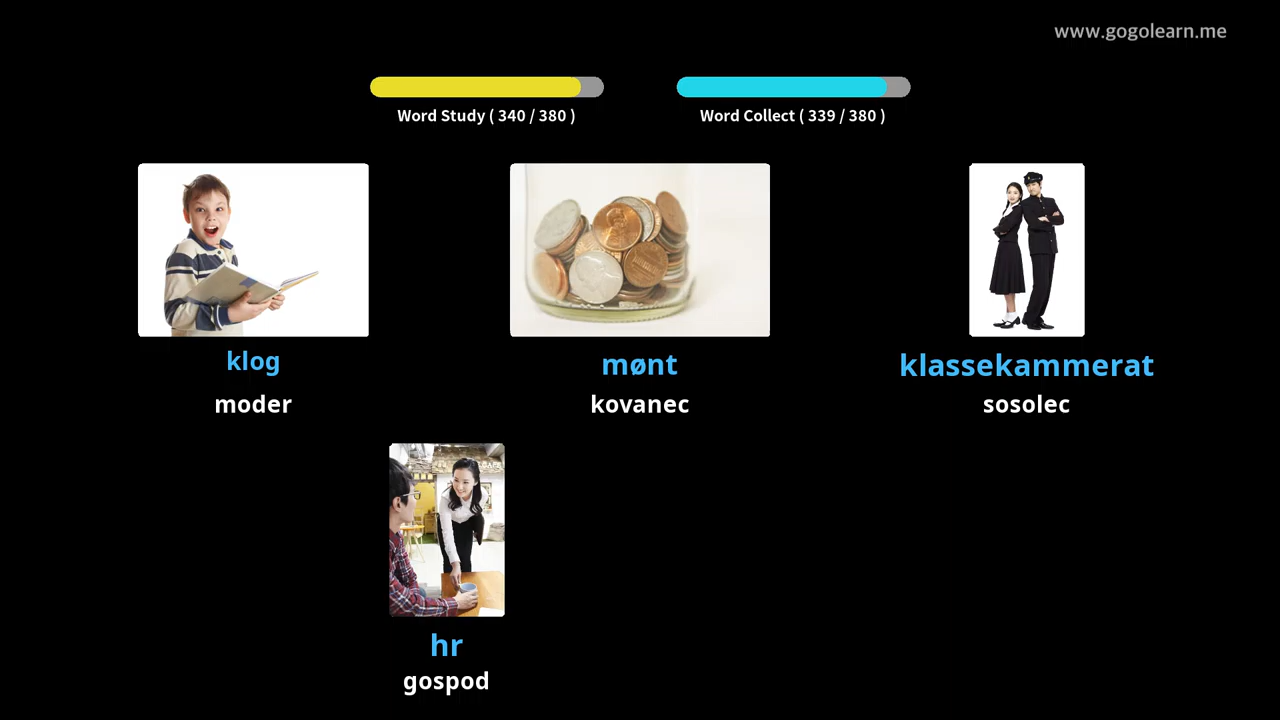 www.gogolearn.me
Word Study ( 340 / 380 )
Word Collect ( 339 / 380 )
klog
moder
mønt
kovanec
klassekammerat
sosolec
hr
gospod